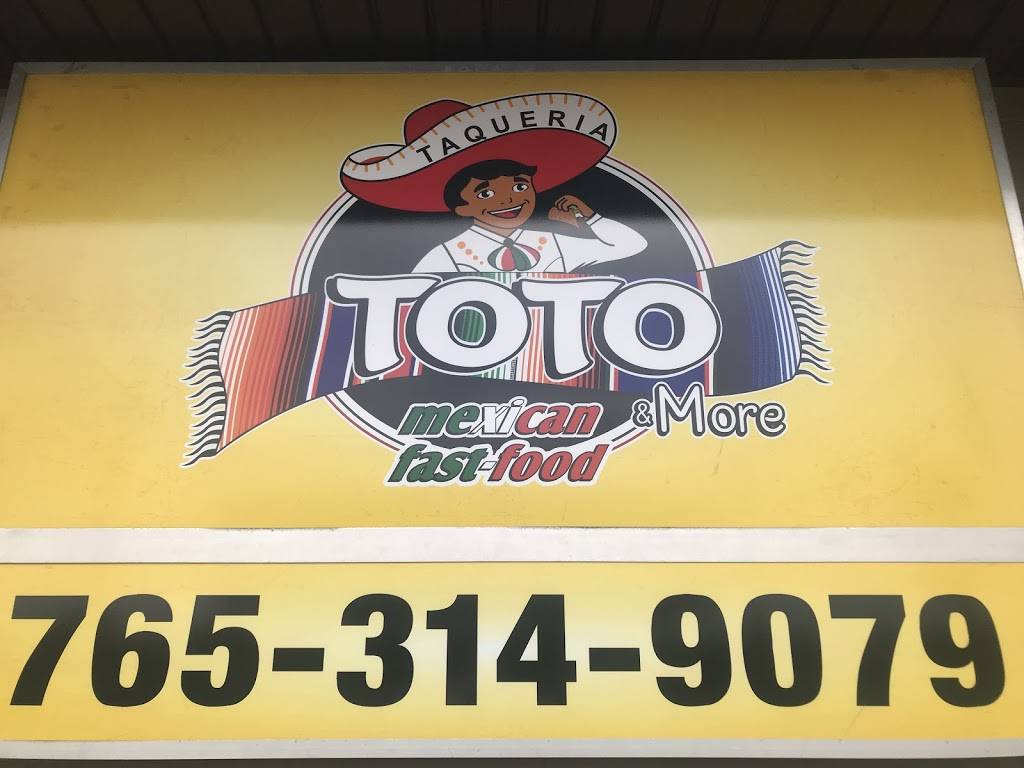 TAQUERIA
TOTO
mexican
fast-food
& More
765-314-9079